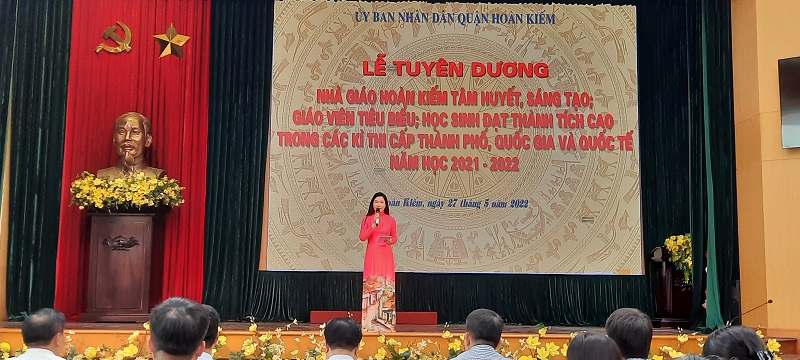 ỦY BAN NHÂN DÂN QUẬN HOÀN KIẾM
LỄ TUYÊN DƯƠNG
NHÀ GIÁO HOÀN KIẾM TÂM HUYẾT, SÁNG TẠO;
GIÁO VIÊN TIÊU BIỂU; HỌC SINH ĐẠT THÀNH TÍCH CAO
TRONG CÁC KÌ THI CẤP THÀNH PHỐ, QUỐC GIA VÀ QUỐC TẾ
NĂM HỌC 2021 - 2022
Hoàn Kiếm, ngày 27 tháng 5 năm 2022